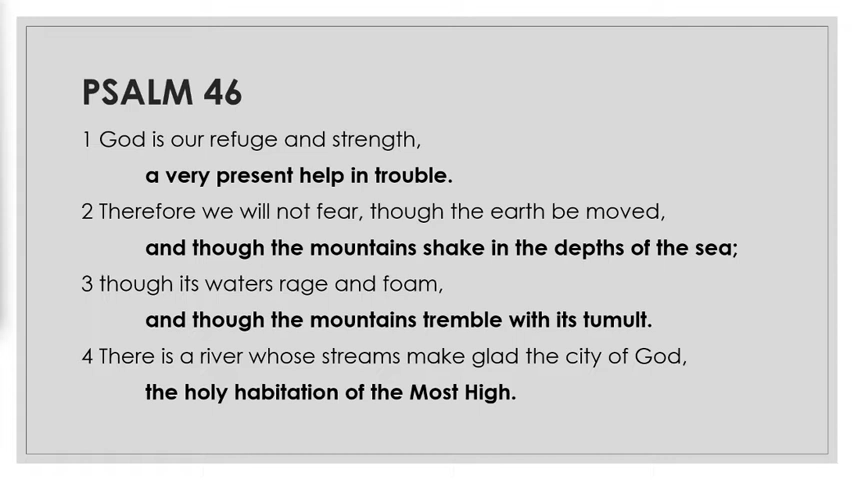 PSALM 46
1 God is our refuge and strength,
a very present help in trouble.
2 Therefore we will not fear, though the earth be moved,
and though the mountains shake in the depths of the sea;
3 though its waters rage and foam,
and though the mountains tremble with its tumult.
4 There is a river whose streams make glad the city of God,
the holy habitation of the Most High.